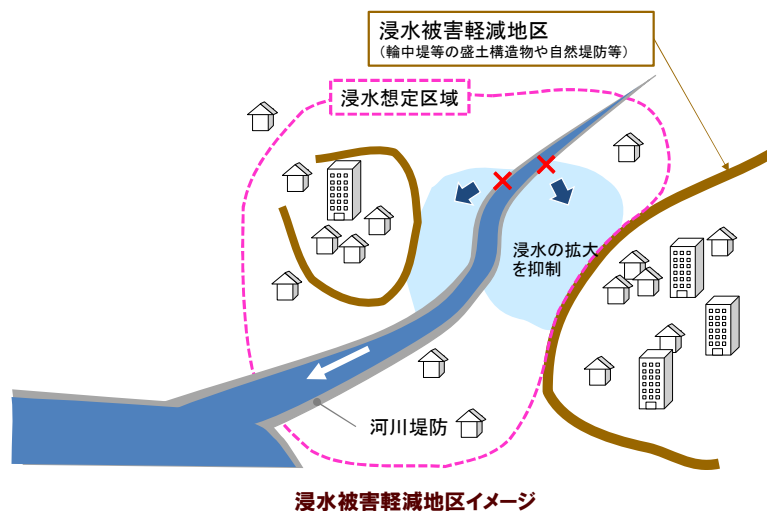 浸水被害軽減地区
（輪中堤等の盛土構造物や自然堤防等）
浸水想定区域
浸水の拡大
を抑制
河川堤防
浸水被害軽減地区イメージ